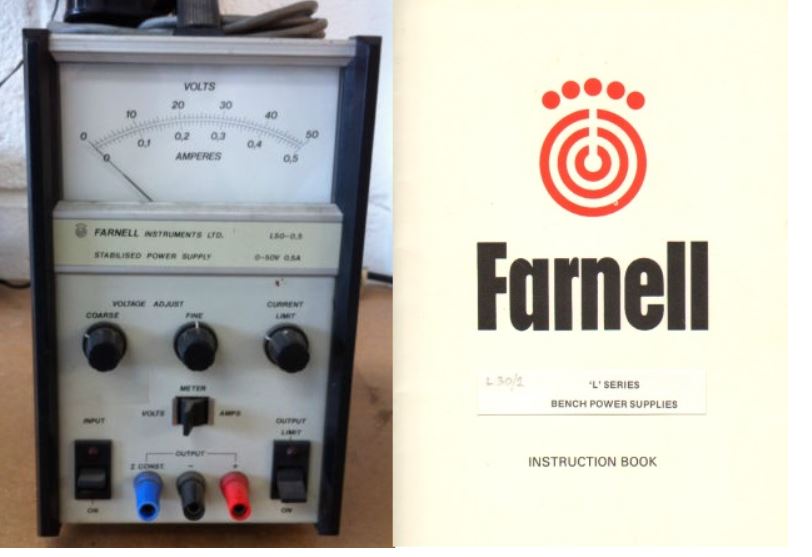 VOLTS
0 10 20 30 40 50
0 0,1 0,2 0,3 0,4 0,5
AMPERES
FARNELL INSTRUMENTS LTD. L50-0,5
STABILISED POWER SUPPLY 0-50V 0,5A
VOLTAGE ADJUST
COARSE FINE
CURRENT
LIMIT
METER
VOLTS AMPS
INPUT
OUTPUT
LIMIT
OUTPUT
Σ CONST. - +
ON ON
Farnell
L 30/2
'L' SERIES
BENCH POWER SUPPLIES
INSTRUCTION BOOK